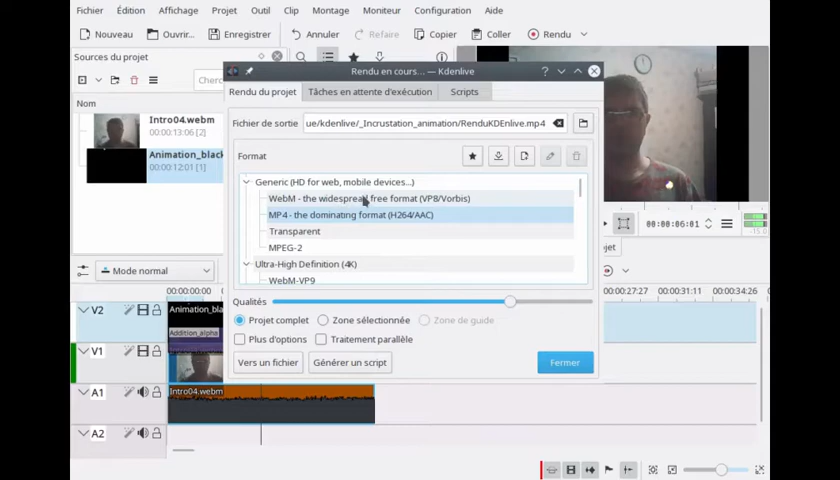 Fichier Édition Affichage Projet Outil Clip Montage Moniteur Configuration Aide
Nouveau Ouvrir... Enregistrer Annuler Refaire Copier Coller Rendu
Sources du projet
Cherc
Nom
Intro04.webm
00:00:13:06 [2]
Animation_black
00:00:12:01 [1]
Rendu en cours... — Kdenlive
Rendu du projet Tâches en attente d'exécution Scripts
Fichier de sortie ue/kdenlive/_Incrustation_animation/RenduKDEnlive.mp4
Format
Generic (HD for web, mobile devices...)
WebM - the widespread free format (VP8/Vorbis)
MP4 - the dominating format (H264/AAC)
Transparent
MPEG-2
Ultra-High Definition (4K)
WebM-VP9
Qualités
Projet complet Zone sélectionnée Zone de guide
Plus d'options Traitement parallèle
Vers un fichier Générer un script Fermer
00:00:06:01
-15.0
jet
Mode normal
00:00:00:00 00:00:27:27 00:00:31:11 00:00:34:26
V2 Animation_bla
Addition_alpha
V1
A1 Intro04.webm
A2